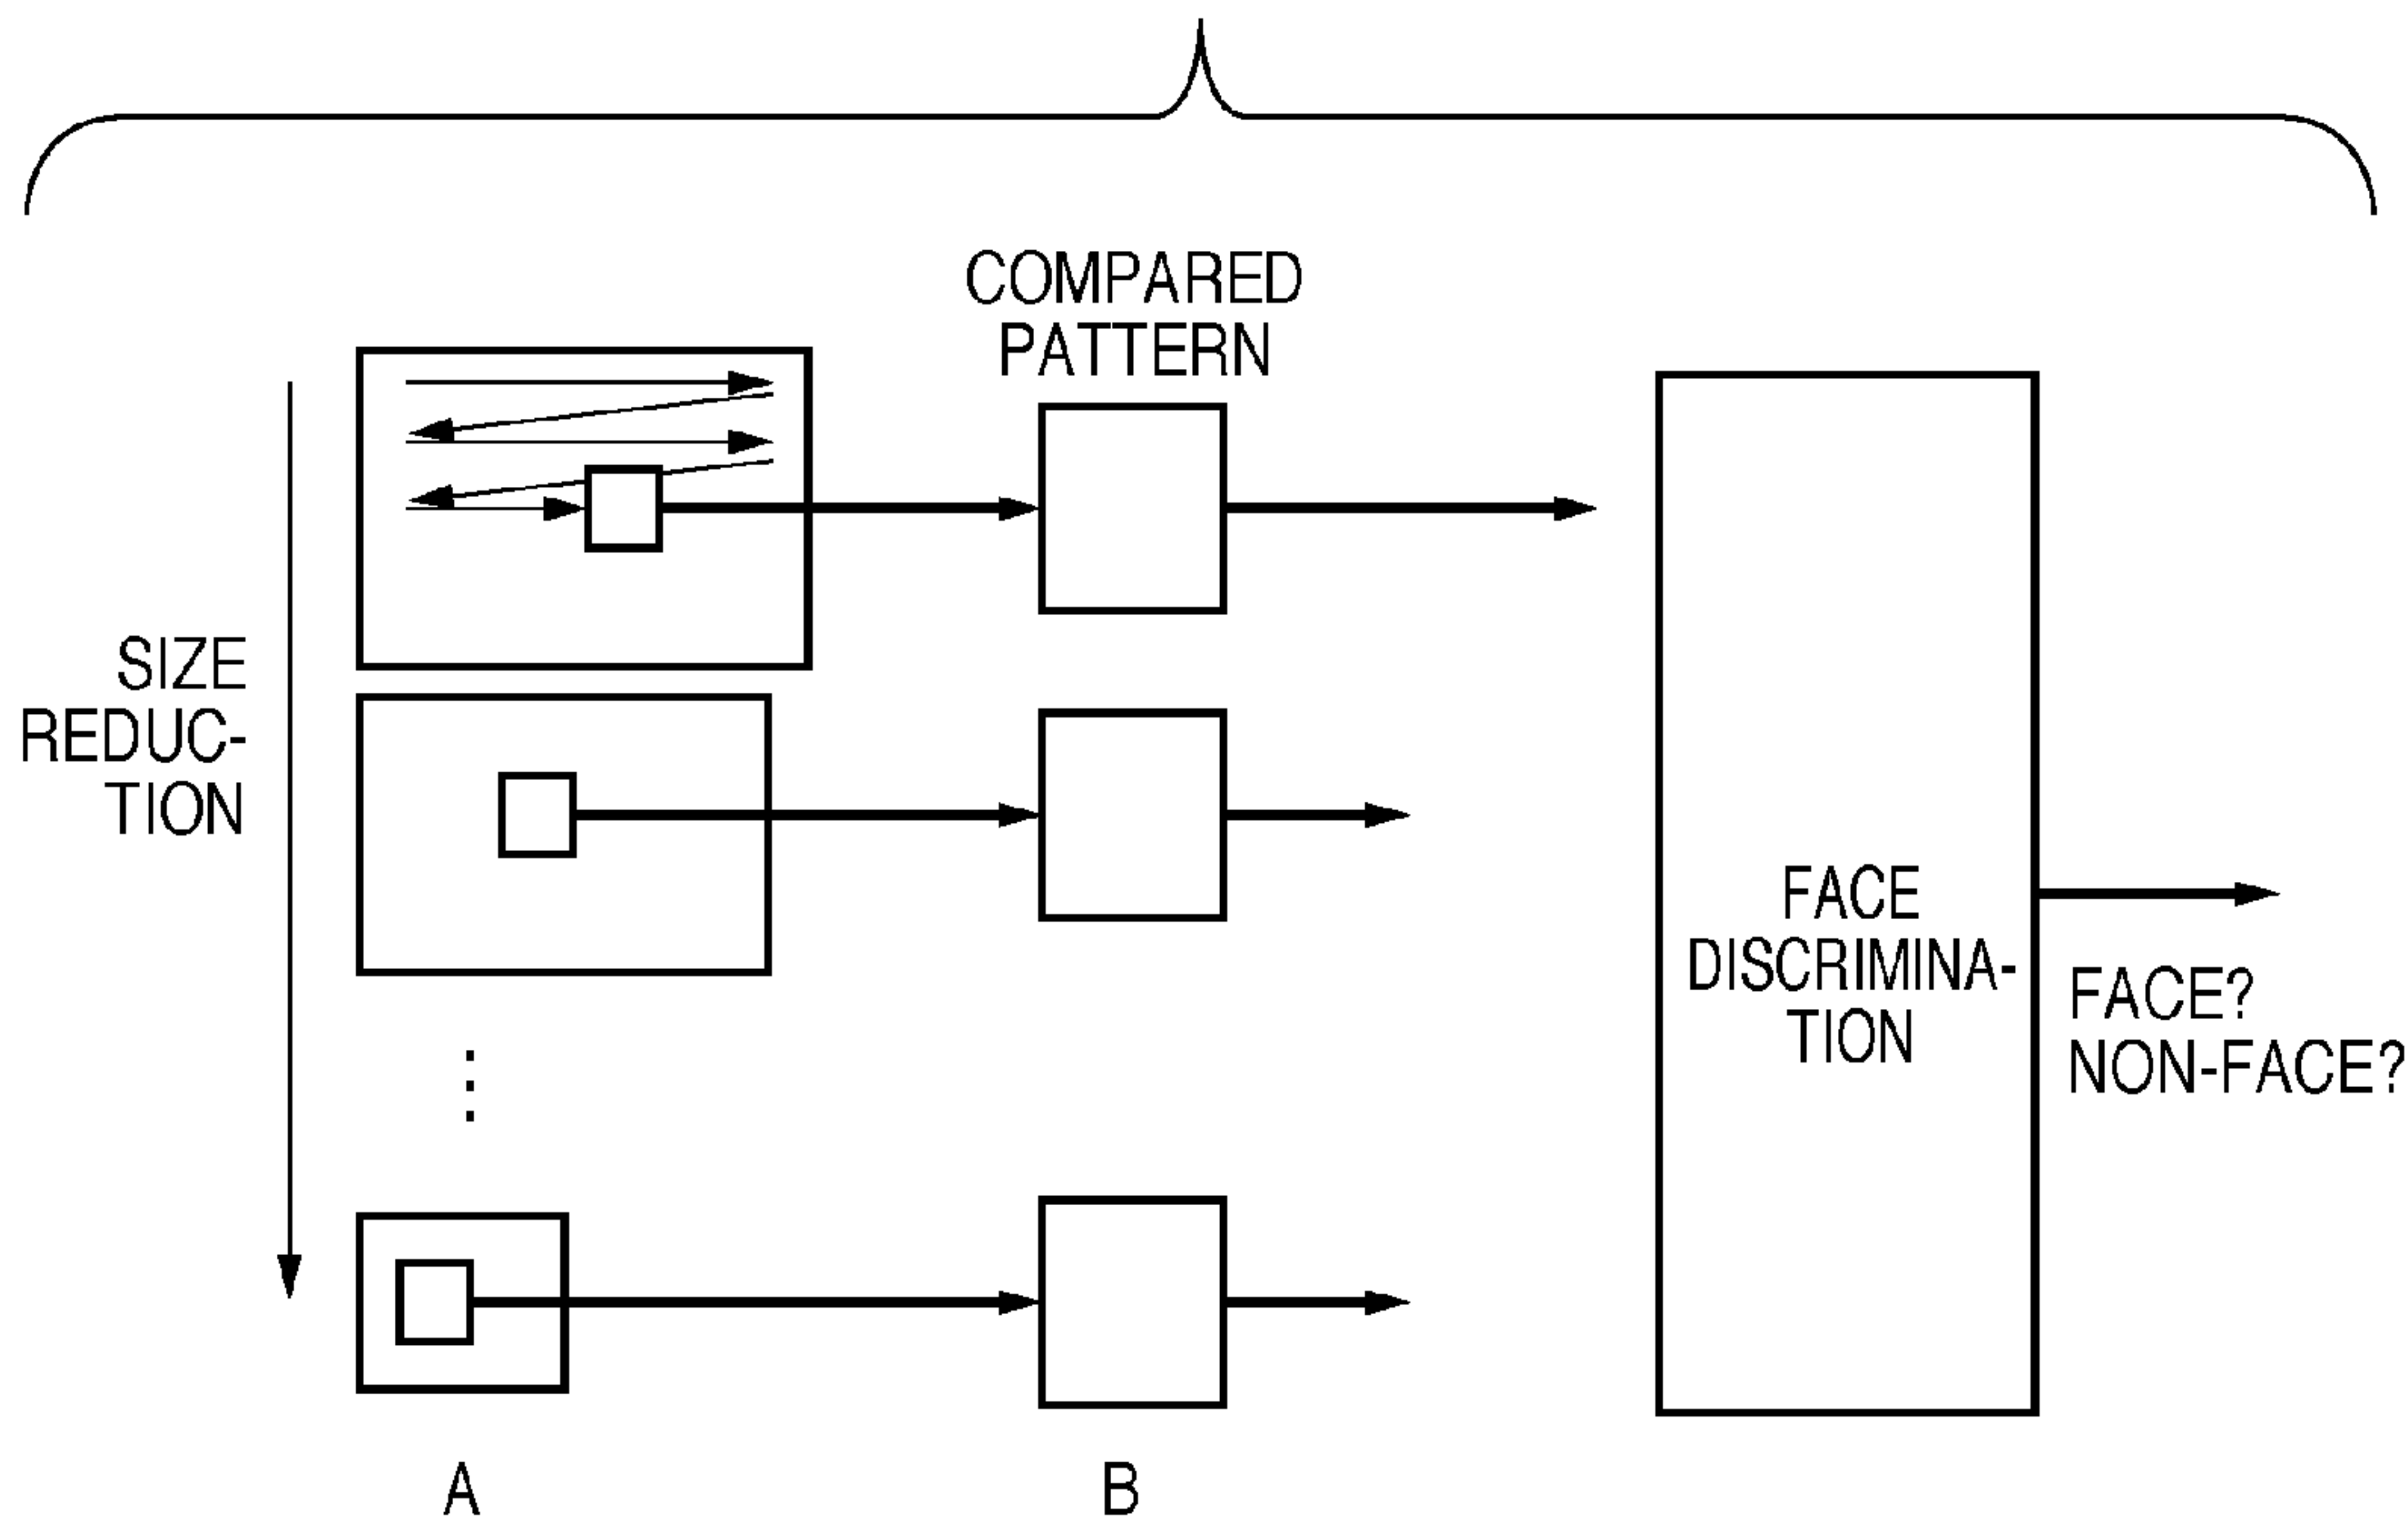 COMPARED
PATTERN
SIZE
REDUC-
TION
FACE
DISCRIMINA-
TION
FACE?
NON-FACE?
A
B